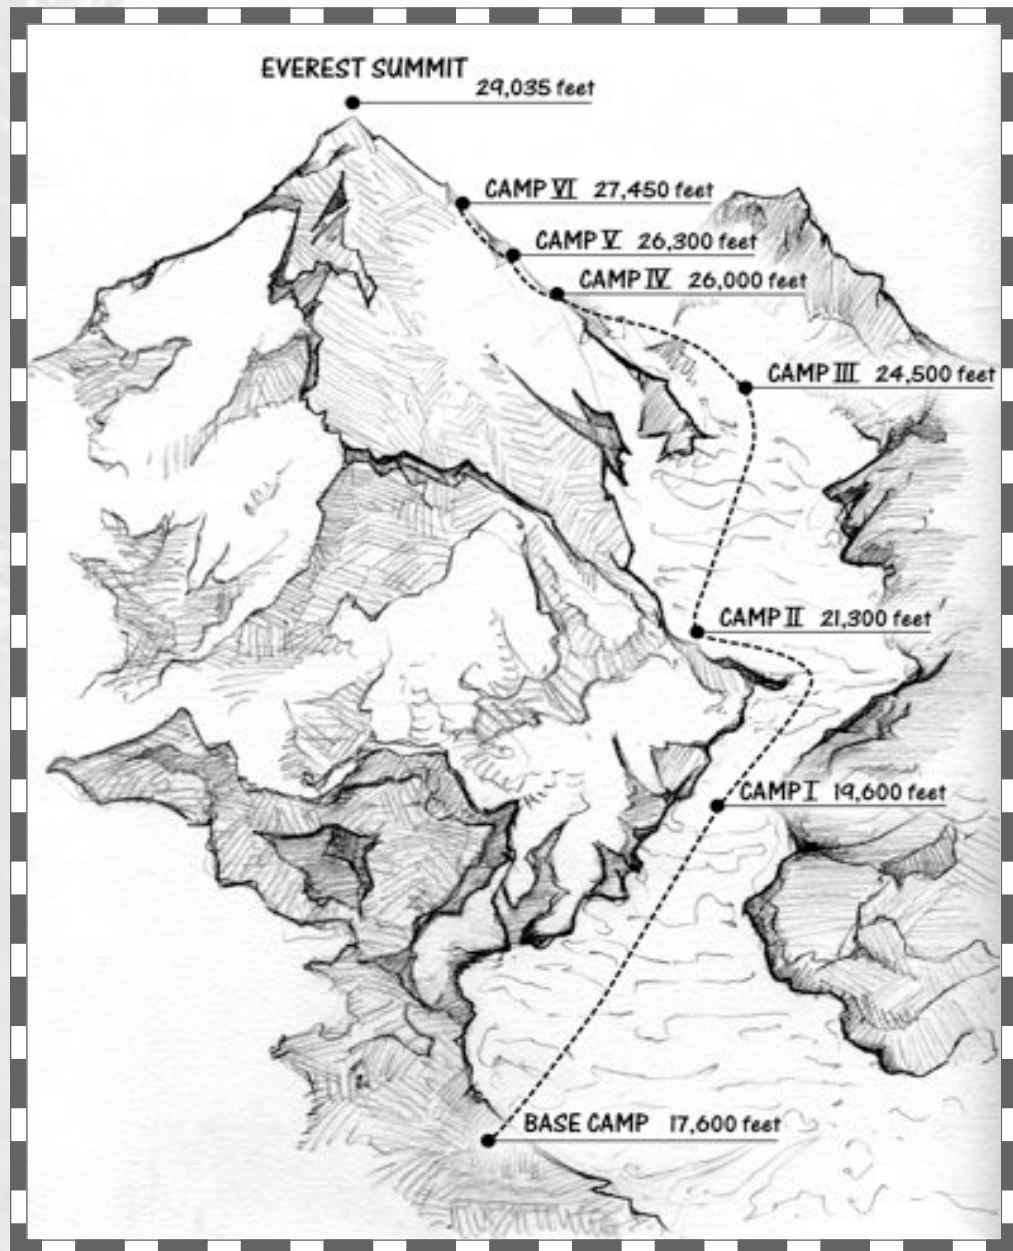 EVEREST SUMMIT
29,035 feet
CAMP VI 27,450 feet
CAMP V 26,300 feet
CAMP IV 26,000 feet
CAMP III 24,500 feet
CAMP II 21,300 feet
CAMP I 19,600 feet
BASE CAMP 17,600 feet